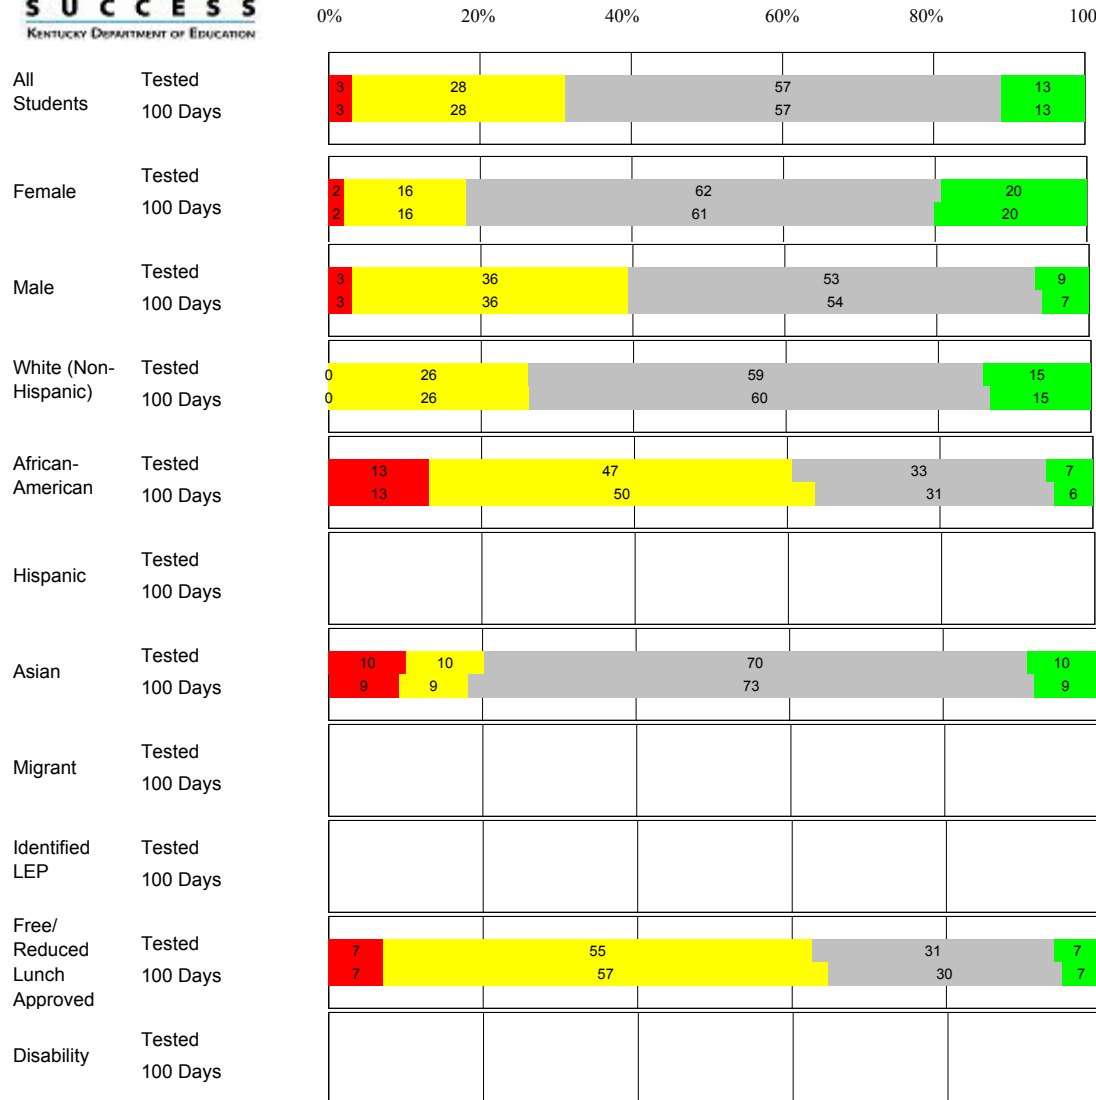 SUCCESS
KENTUCKY DEPARTMENT OF EDUCATION
0% 20% 40% 60% 80% 100
All Students
Tested 3 28 57 13
100 Days 3 28 57 13
Female
Tested 2 16 62 20
100 Days 2 16 61 20
Male
Tested 3 36 53 9
100 Days 3 36 54 7
White (Non-
Hispanic)
Tested 0 26 59 15
100 Days 0 26 60 15
African-
American
Tested 13 47 33 7
100 Days 13 50 31 6
Hispanic
Tested
100 Days
Asian
Tested 10 10 70 10
100 Days 9 9 73 9
Migrant
Tested
100 Days
Identified
LEP
Tested
100 Days
Free/
Reduced
Lunch
Approved
Tested 7 55 31 7
100 Days 7 57 30 7
Disability
Tested
100 Days